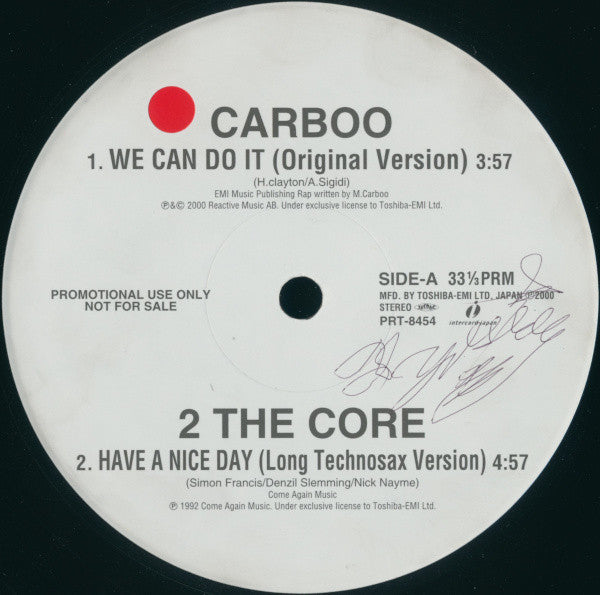 CARBOO
1. WE CAN DO IT (Original Version) 3:57
(H.clayton/A.Sigidi)
EMI Music Publishing Rap written by M.Carboo
℗&© 2000 Reactive Music AB. Under exclusive license to Toshiba-EMI Ltd.
PROMOTIONAL USE ONLY
NOT FOR SALE
SIDE-A 33⅓PRM
MFD. BY TOSHIBA-EMI LTD. JAPAN ℗2000
STEREO
PRT-8454 intercord japan
2 THE CORE
2. HAVE A NICE DAY (Long Technosax Version) 4:57
(Simon Francis/Denzil Slemming/Nick Nayme)
Come Again Music
℗ 1992 Come Again Music. Under exclusive license to Toshiba-EMI Ltd.